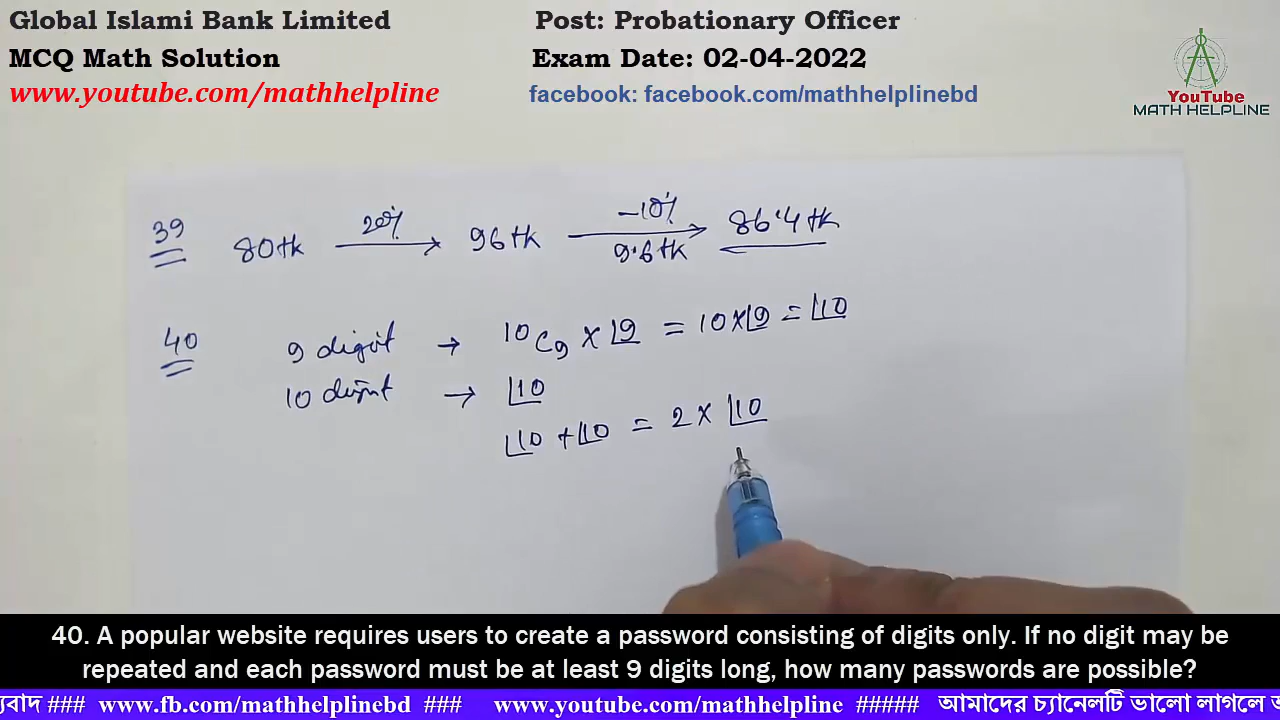 Global Islami Bank Limited Post: Probationary Officer
MCQ Math Solution Exam Date: 02-04-2022
www.youtube.com/mathhelpline facebook: facebook.com/mathhelplinebd
YouTube
MATH HELPLINE
39 80tk 20% → 96tk -10% 9.6tk → 86.4tk
40 9 digit → ¹⁰C₉ × ⌊9 = 10×⌊9 = ⌊10
10 digit → ⌊10
⌊10 + ⌊10 = 2 × ⌊10
40. A popular website requires users to create a password consisting of digits only. If no digit may be
repeated and each password must be at least 9 digits long, how many passwords are possible?
### www.fb.com/mathhelplinebd ### www.youtube.com/mathhelpline ##### আমাদের চ্যানেলটি ভালো লাগলে